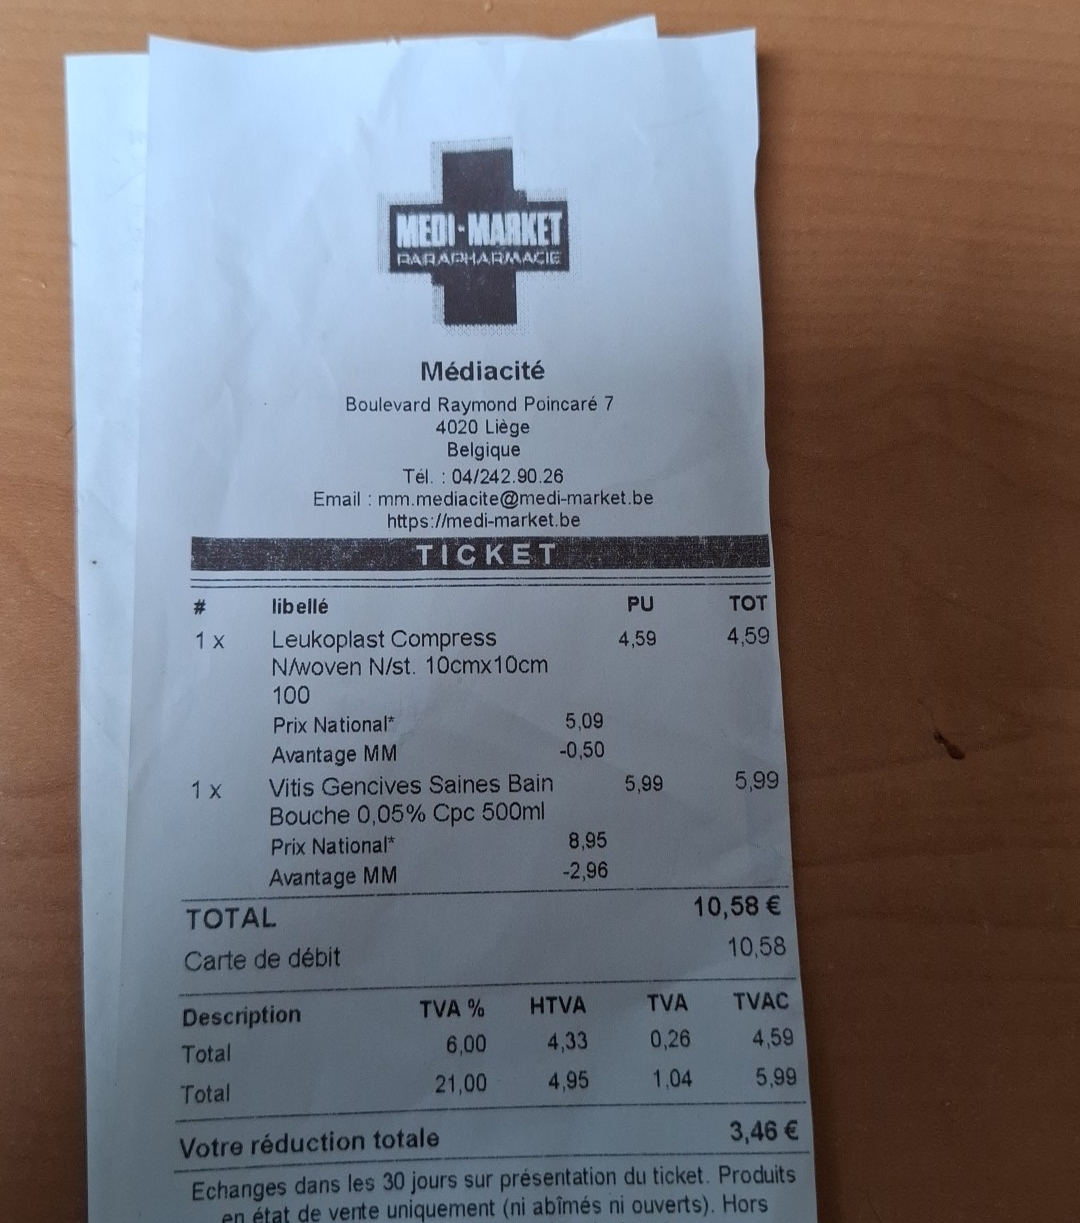 MEDI-MARKET
PARAPHARMACIE
Médiacité
Boulevard Raymond Poincaré 7
4020 Liège
Belgique
Tél. : 04/242.90.26
Email : mm.mediacite@medi-market.be
https://medi-market.be
TICKET
# libellé PU TOT
1 x Leukoplast Compress 4,59 4,59
N/woven N/st. 10cmx10cm
100
Prix National* 5,09
Avantage MM -0,50
1 x Vitis Gencives Saines Bain 5,99 5,99
Bouche 0,05% Cpc 500ml
Prix National* 8,95
Avantage MM -2,96
TOTAL 10,58 €
Carte de débit 10,58
Description TVA % HTVA TVA TVAC
Total 6,00 4,33 0,26 4,59
Total 21,00 4,95 1,04 5,99
Votre réduction totale 3,46 €
Echanges dans les 30 jours sur présentation du ticket. Produits
en état de vente uniquement (ni abîmés ni ouverts). Hors